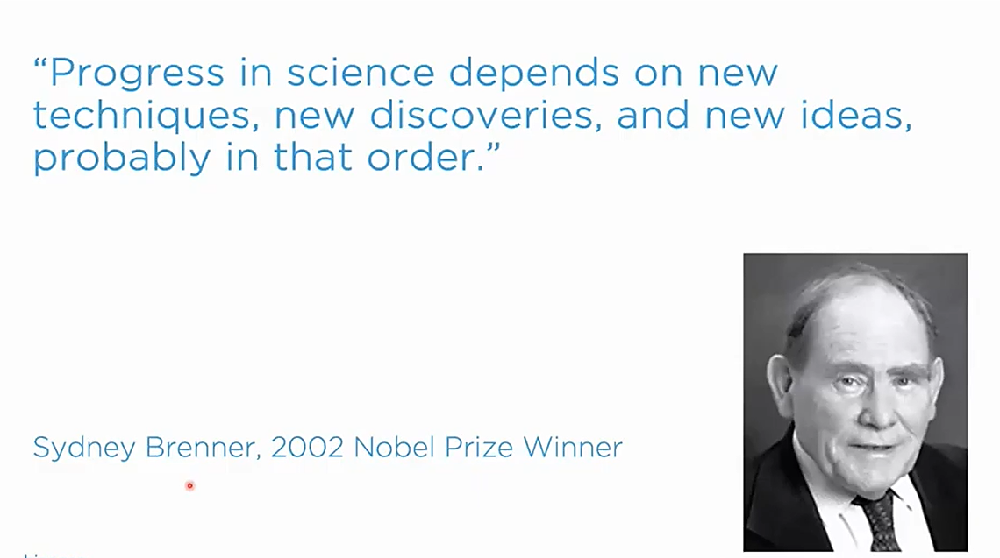 “Progress in science depends on new
techniques, new discoveries, and new ideas,
probably in that order.”
Sydney Brenner, 2002 Nobel Prize Winner